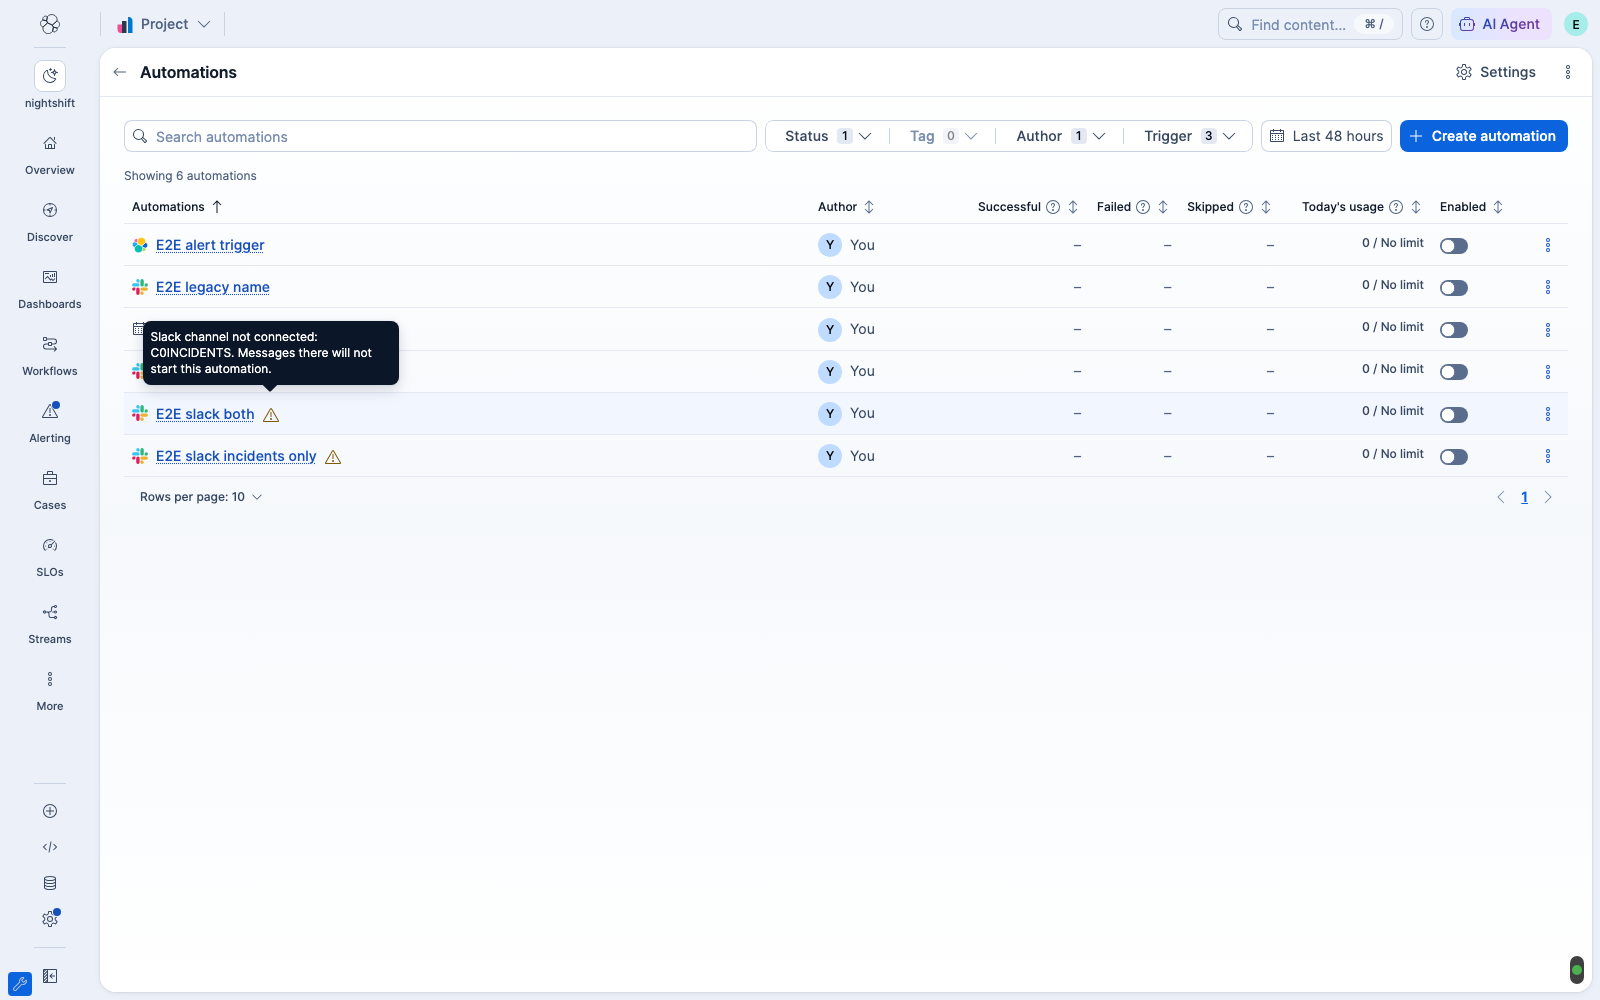 Project
Find content...
⌘ /
AI Agent
E
nightshift
Overview
Discover
Dashboards
Workflows
Alerting
Cases
SLOs
Streams
More
Automations
Settings
Search automations
Status 1
Tag 0
Author 1
Trigger 3
Last 48 hours
Create automation
Showing 6 automations
Automations Author Successful Failed Skipped Today's usage Enabled
E2E alert trigger Y You – – – 0 / No limit
E2E legacy name Y You – – – 0 / No limit
Y You – – – 0 / No limit
Y You – – – 0 / No limit
Slack channel not connected:
C0INCIDENTS. Messages there will not
start this automation.
E2E slack both Y You – – – 0 / No limit
E2E slack incidents only Y You – – – 0 / No limit
Rows per page: 10
1